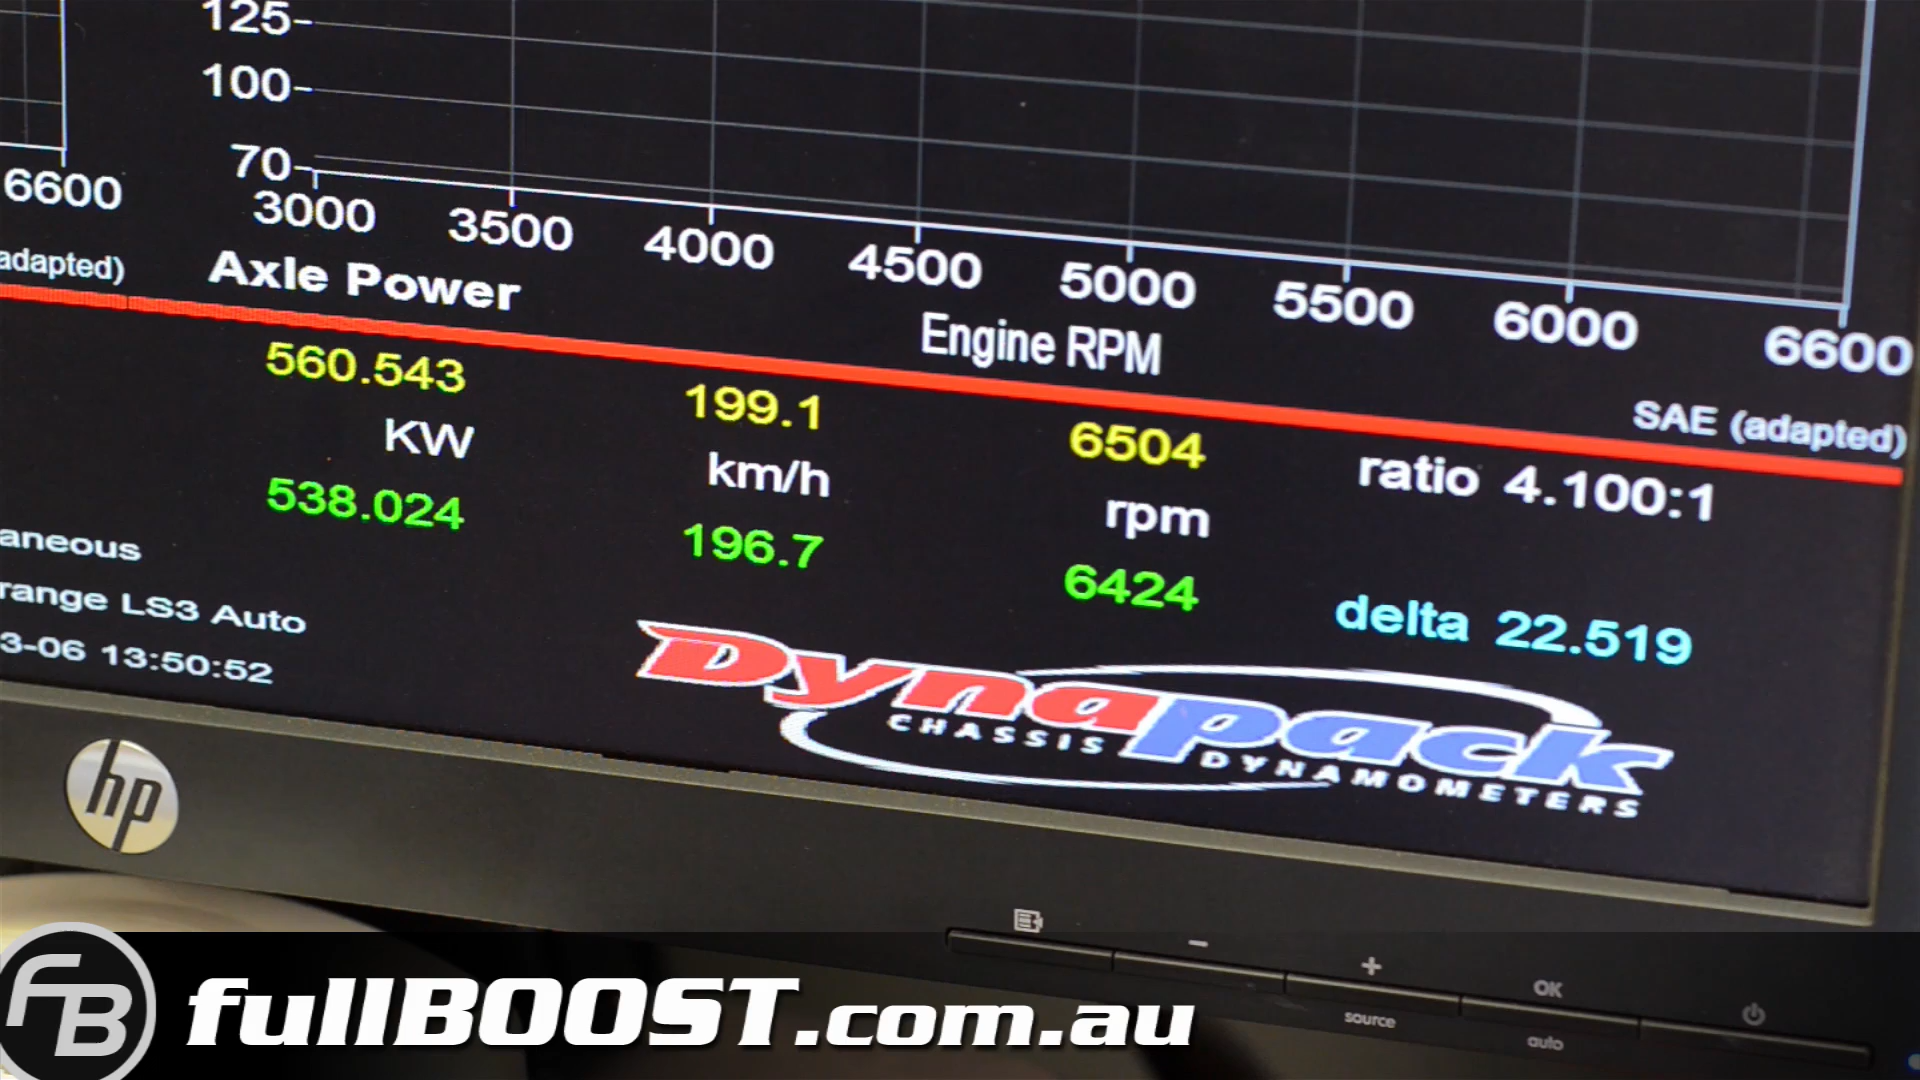 125
100
70
6600
3000 3500 4000 4500 5000 5500 6000 6600
adapted)
Axle Power
Engine RPM
SAE (adapted)
560.543 199.1 6504 ratio 4.100:1
KW km/h rpm
538.024 196.7 6424 delta 22.519
aneous
range LS3 Auto
3-06 13:50:52
Dynapack
CHASSIS DYNAMOMETERS
hp
- +
OK
source
auto
FB
fullBOOST.com.au